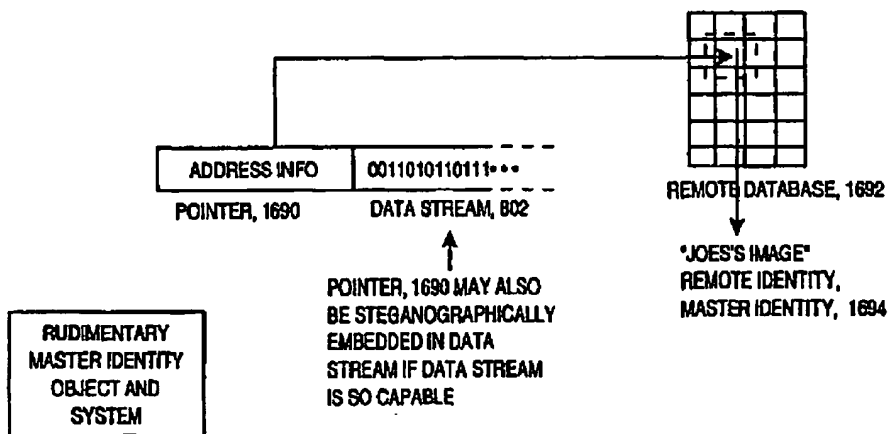 ADDRESS INFO
0011010110111•••
POINTER, 1690
DATA STREAM, 802
REMOTE DATABASE, 1692
"JOES'S IMAGE"
REMOTE IDENTITY,
MASTER IDENTITY, 1694
POINTER, 1690 MAY ALSO
BE STEGANOGRAPHICALLY
EMBEDDED IN DATA
STREAM IF DATA STREAM
IS SO CAPABLE
RUDIMENTARY
MASTER IDENTITY
OBJECT AND
SYSTEM